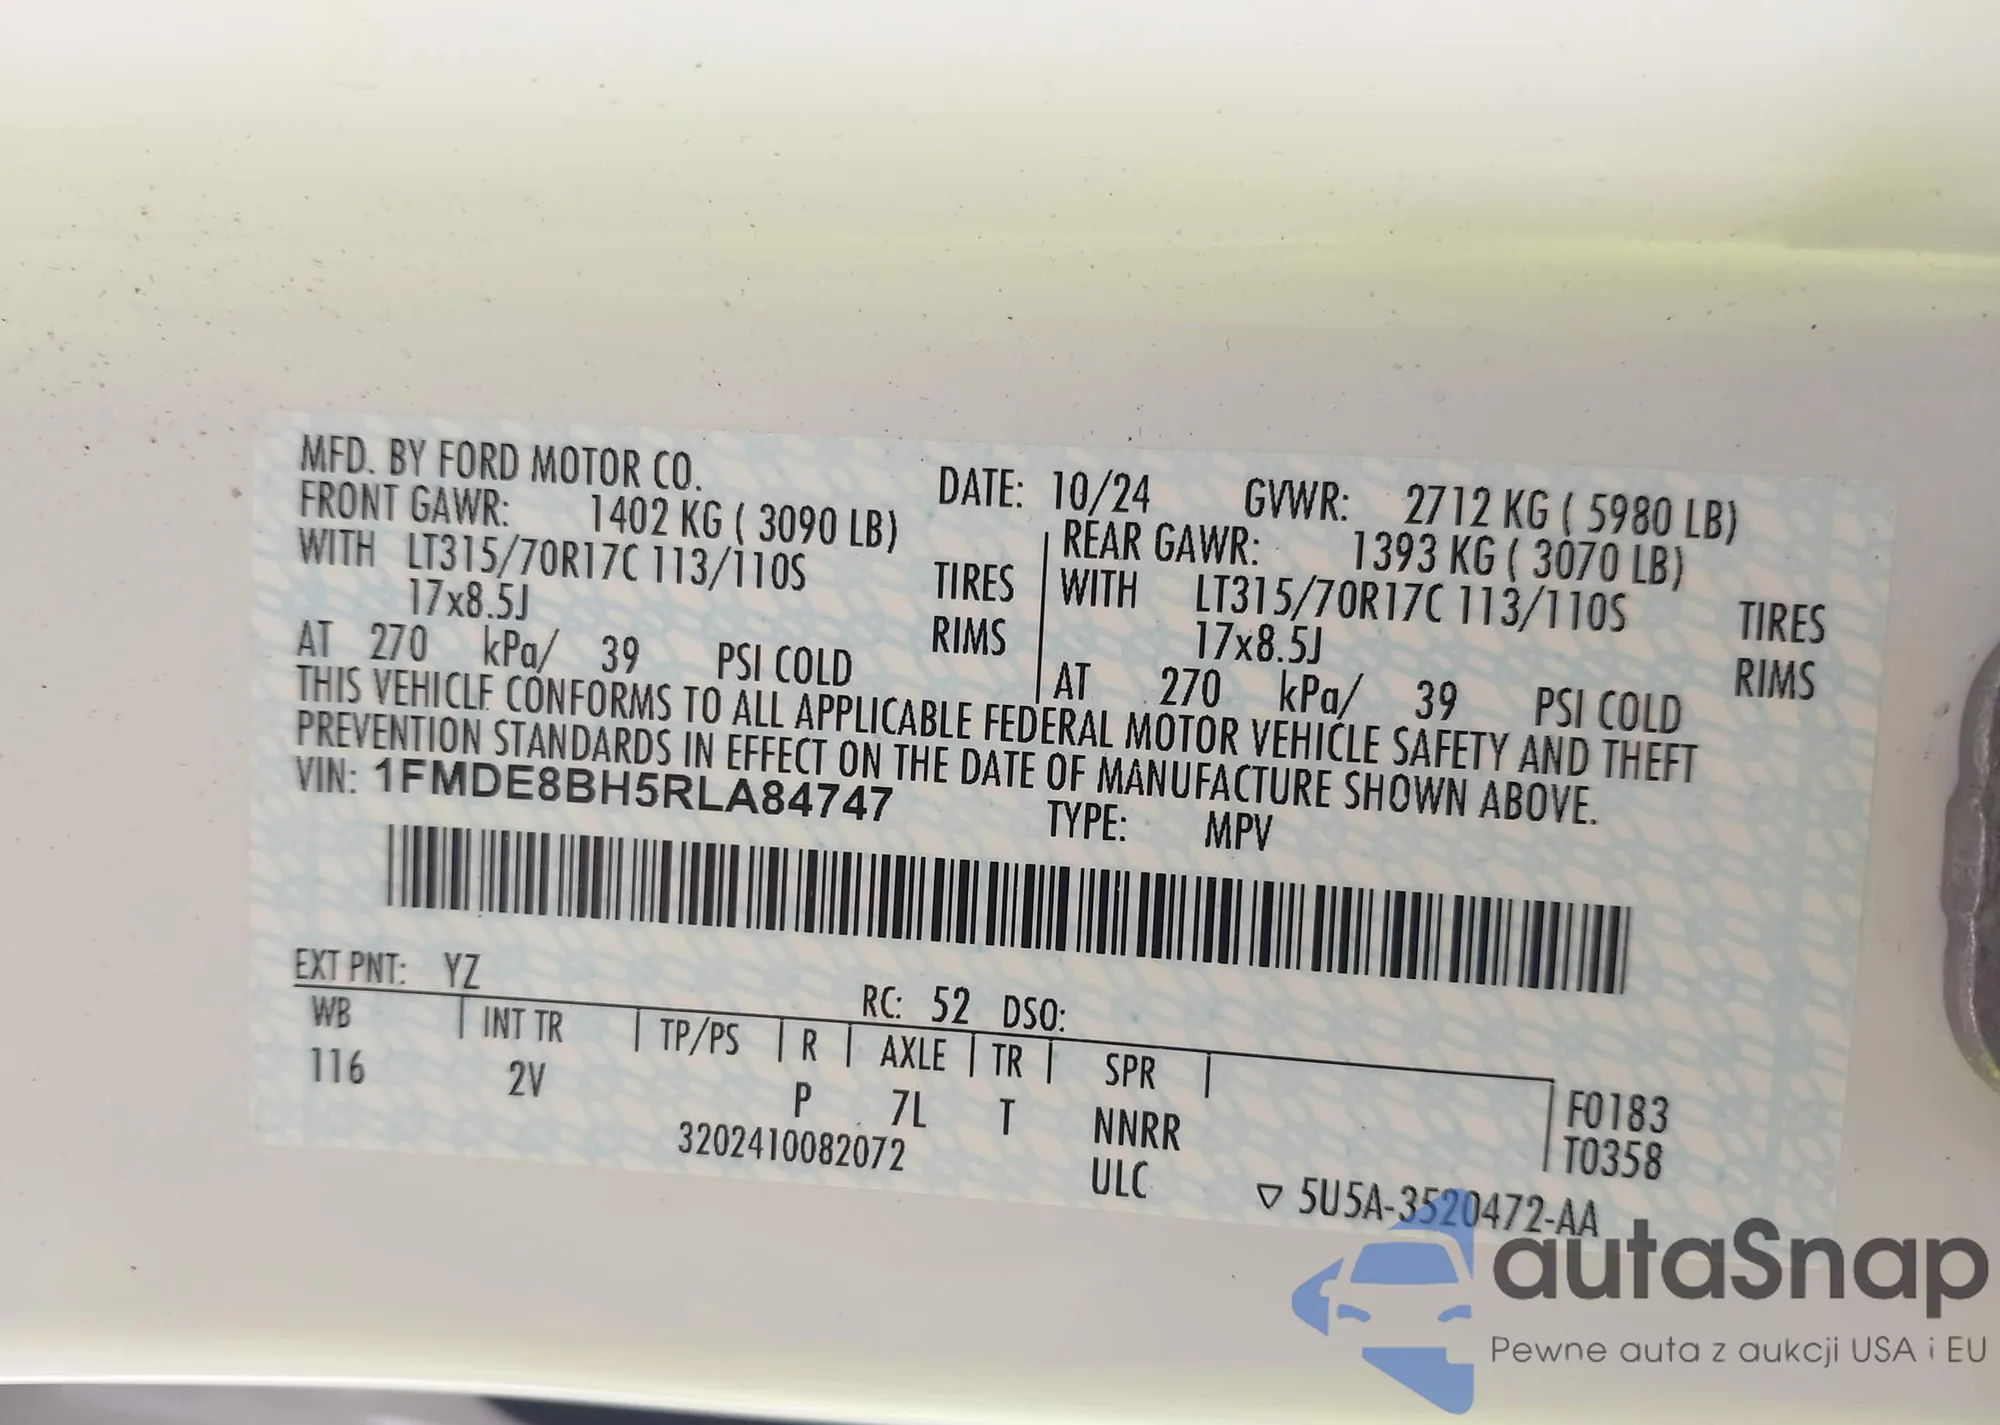 MFD. BY FORD MOTOR CO. DATE: 10/24 GVWR: 2712 KG ( 5980 LB)
FRONT GAWR: 1402 KG ( 3090 LB) REAR GAWR: 1393 KG ( 3070 LB)
WITH LT315/70R17C 113/110S TIRES WITH LT315/70R17C 113/110S TIRES
17x8.5J RIMS 17x8.5J RIMS
AT 270 kPa/ 39 PSI COLD AT 270 kPa/ 39 PSI COLD
THIS VEHICLE CONFORMS TO ALL APPLICABLE FEDERAL MOTOR VEHICLE SAFETY AND THEFT
PREVENTION STANDARDS IN EFFECT ON THE DATE OF MANUFACTURE SHOWN ABOVE.
VIN: 1FMDE8BH5RLA84747 TYPE: MPV
EXT PNT: YZ RC: 52 DSO:
WB INT TR TP/PS R AXLE TR SPR
116 2V P 7L T NNRR F0183
T0358
3202410082072 ULC ▽ 5U5A-3520472-AA
autaSnap
Pewne auta z aukcji USA i EU